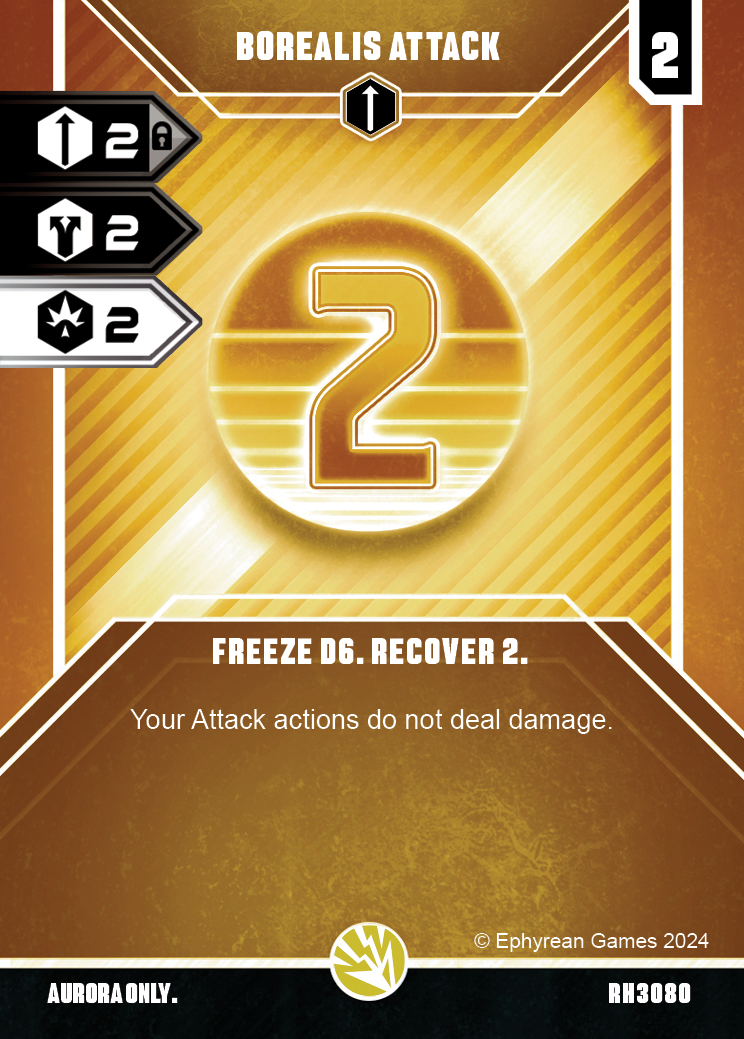 BOREALIS ATTACK
2
2
2
2
2
FREEZE D6. RECOVER 2.
Your Attack actions do not deal damage.
© Ephyrean Games 2024
AURORA ONLY.
RH3080